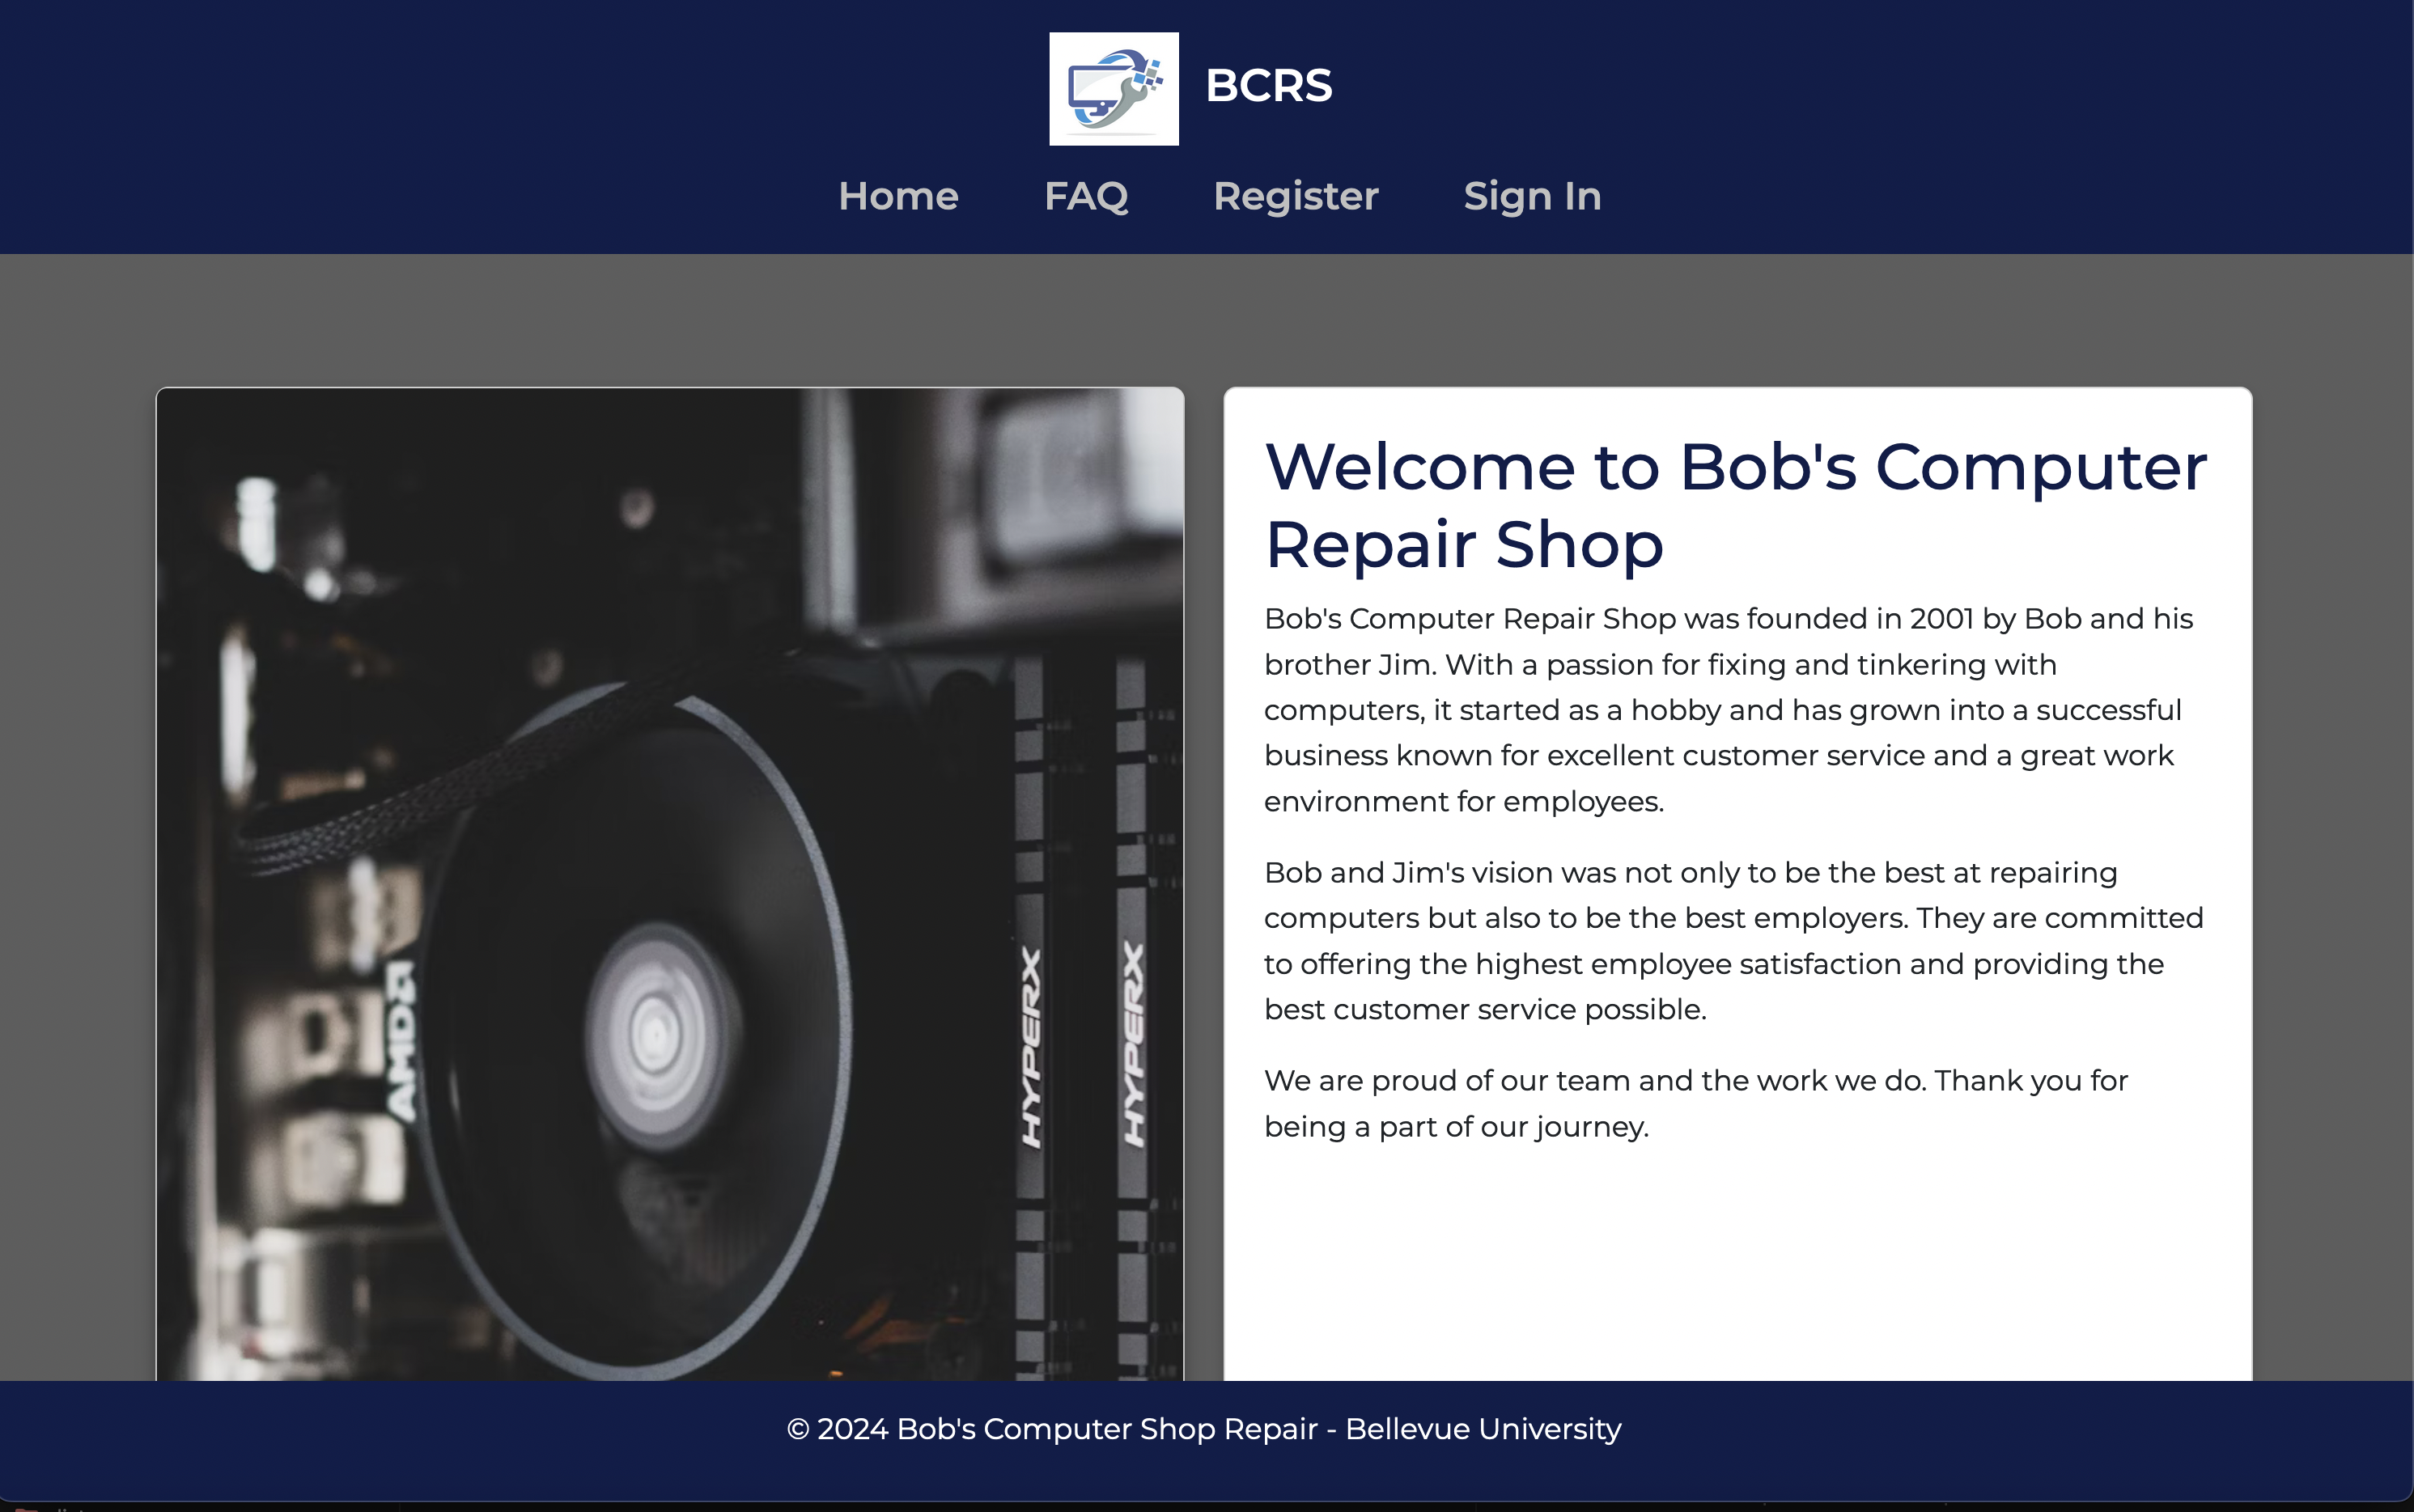 BCRS
Home FAQ Register Sign In
Welcome to Bob's Computer
Repair Shop
Bob's Computer Repair Shop was founded in 2001 by Bob and his
brother Jim. With a passion for fixing and tinkering with
computers, it started as a hobby and has grown into a successful
business known for excellent customer service and a great work
environment for employees.
Bob and Jim's vision was not only to be the best at repairing
computers but also to be the best employers. They are committed
to offering the highest employee satisfaction and providing the
best customer service possible.
We are proud of our team and the work we do. Thank you for
being a part of our journey.
AMD
HYPERX
HYPERX
© 2024 Bob's Computer Shop Repair - Bellevue University